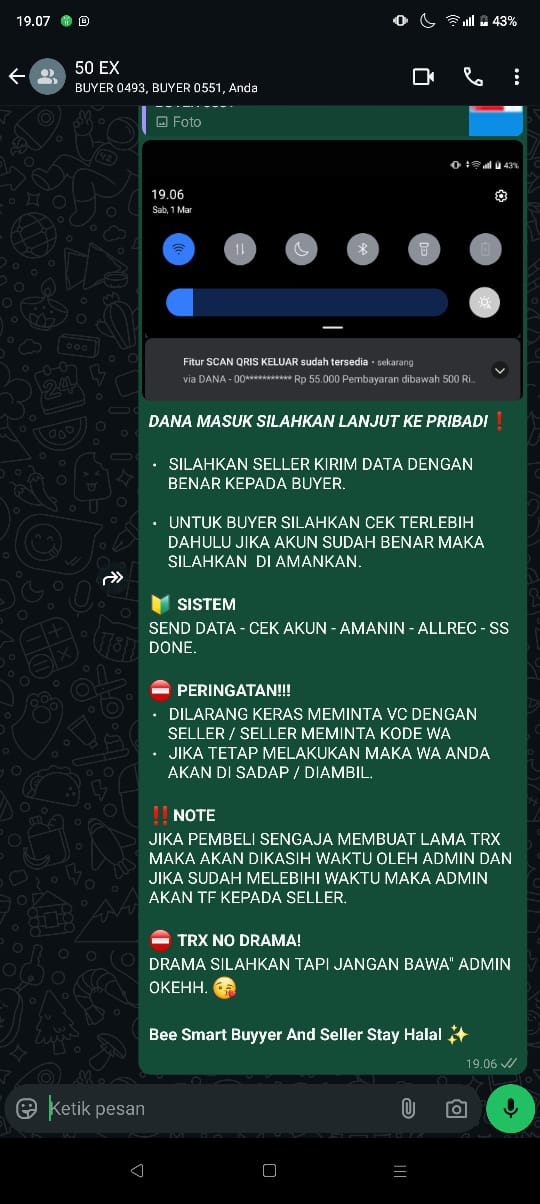 19.07
43%
50 EX
BUYER 0493, BUYER 0551, Anda
Foto
43%
19.06
Sab, 1 Mar
Fitur SCAN QRIS KELUAR sudah tersedia • sekarang
via DANA - 00*********** Rp 55.000 Pembayaran dibawah 500 Ri...
DANA MASUK SILAHKAN LANJUT KE PRIBADI❗
• SILAHKAN SELLER KIRIM DATA DENGAN
BENAR KEPADA BUYER.
• UNTUK BUYER SILAHKAN CEK TERLEBIH
DAHULU JIKA AKUN SUDAH BENAR MAKA
SILAHKAN DI AMANKAN.
🔰 SISTEM
SEND DATA - CEK AKUN - AMANIN - ALLREC - SS
DONE.
⛔ PERINGATAN!!!
• DILARANG KERAS MEMINTA VC DENGAN
SELLER / SELLER MEMINTA KODE WA
• JIKA TETAP MELAKUKAN MAKA WA ANDA
AKAN DI SADAP / DIAMBIL.
‼️ NOTE
JIKA PEMBELI SENGAJA MEMBUAT LAMA TRX
MAKA AKAN DIKASIH WAKTU OLEH ADMIN DAN
JIKA SUDAH MELEBIHI WAKTU MAKA ADMIN
AKAN TF KEPADA SELLER.
⛔ TRX NO DRAMA!
DRAMA SILAHKAN TAPI JANGAN BAWA" ADMIN
OKEHH. 😘
Bee Smart Buyyer And Seller Stay Halal ✨
19.06
Ketik pesan